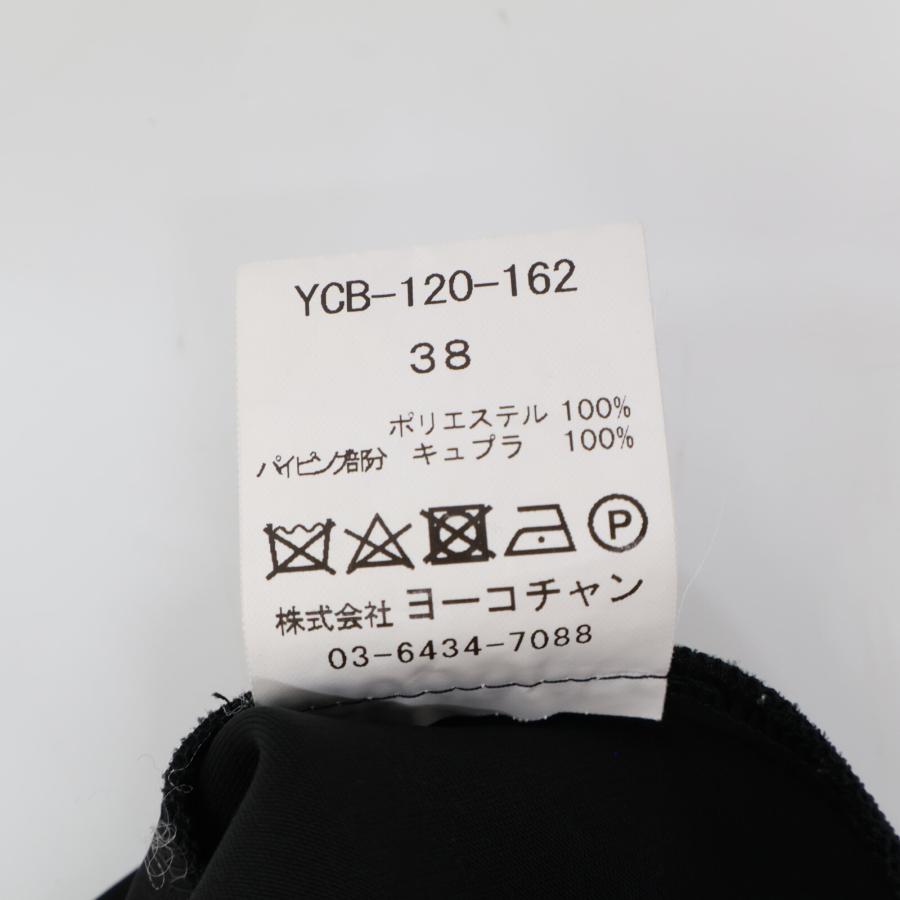 YCB-120-162
38
ポリエステル 100%
パイピング部分 キュプラ 100%
P
株式会社 ヨーコチャン
03-6434-7088